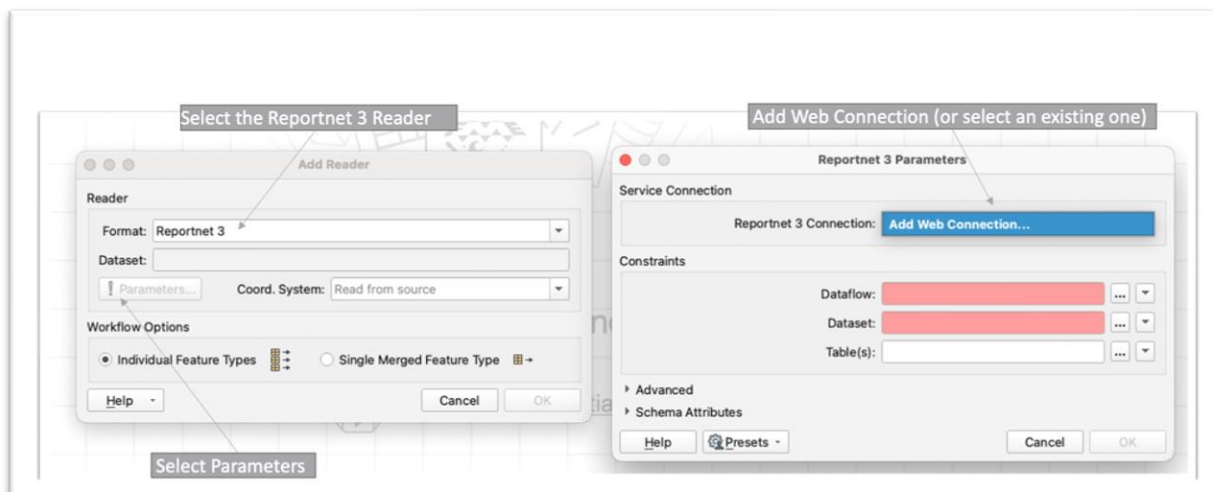 Select the Reportnet 3 Reader
Add Web Connection (or select an existing one)
Add Reader
Reader
Format: Reportnet 3
Dataset:
! Parameters... Coord. System: Read from source
Workflow Options
Individual Feature Types Single Merged Feature Type
Help Cancel OK
Select Parameters
Reportnet 3 Parameters
Service Connection
Reportnet 3 Connection: Add Web Connection...
Constraints
Dataflow: ...
Dataset: ...
Table(s): ...
Advanced
Schema Attributes
Help Presets Cancel OK